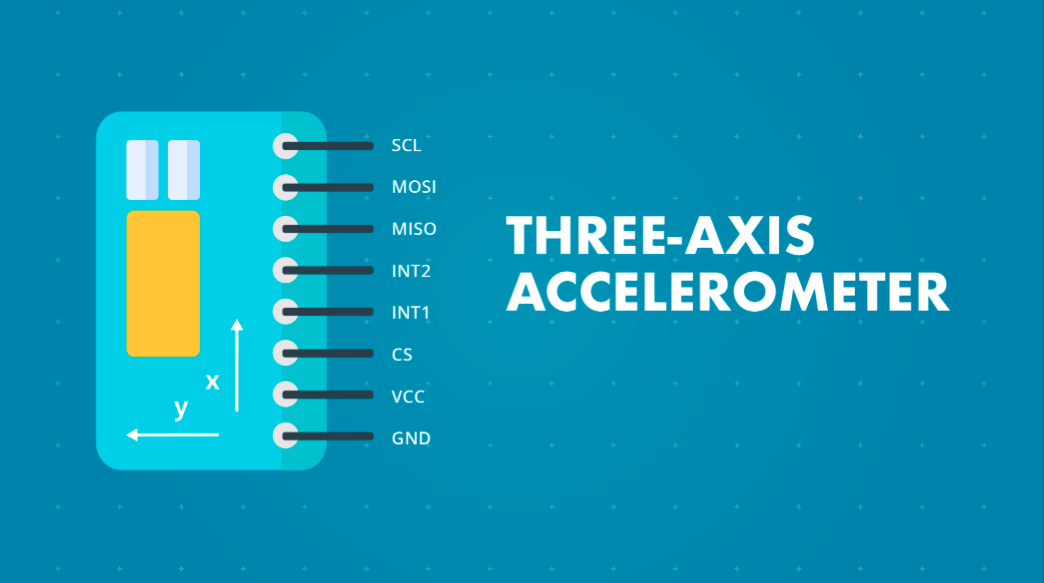 SCL
MOSI
MISO
INT2
INT1
CS
VCC
GND
x
y
THREE-AXIS
ACCELEROMETER